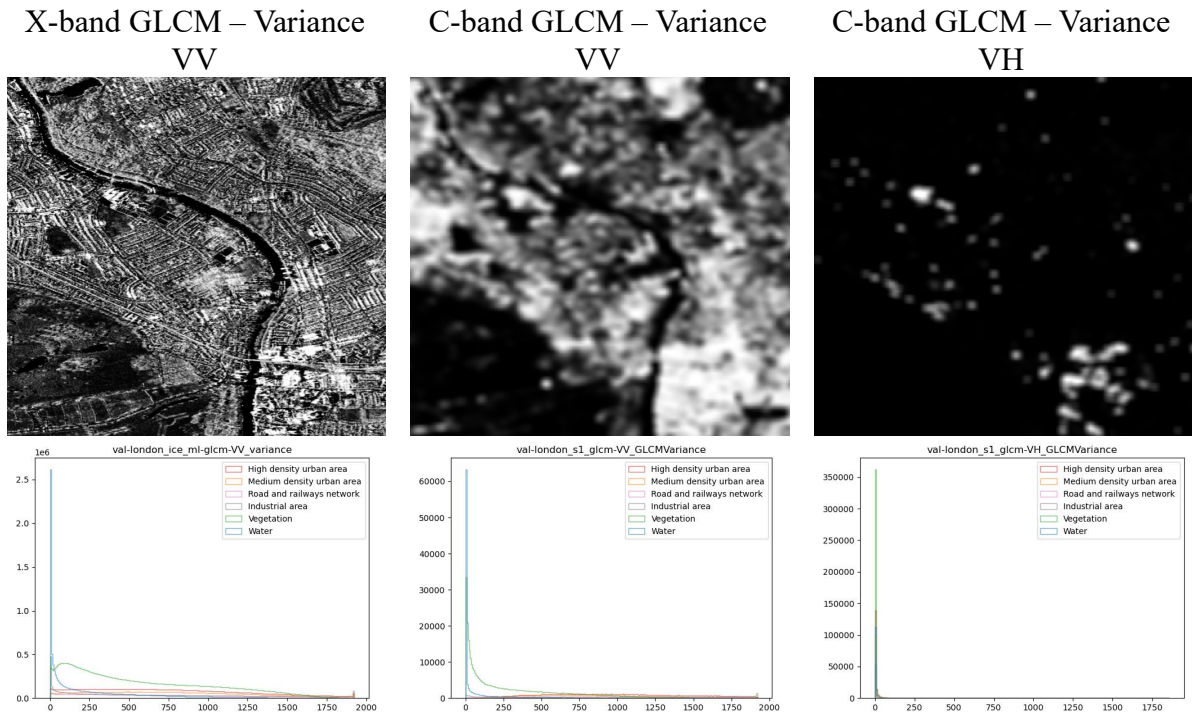 X-band GLCM – Variance
VV
C-band GLCM – Variance
VV
C-band GLCM – Variance
VH
val-london_ice_ml-glcm-VV_variance
1e6
2.5
2.0
1.5
1.0
0.5
0.0
0
250
500
750
1000
1250
1500
1750
2000
High density urban area
Medium density urban area
Road and railways network
Industrial area
Vegetation
Water
val-london_s1_glcm-VV_GLCMVariance
60000
50000
40000
30000
20000
10000
0
0
250
500
750
1000
1250
1500
1750
2000
High density urban area
Medium density urban area
Road and railways network
Industrial area
Vegetation
Water
val-london_s1_glcm-VH_GLCMVariance
350000
300000
250000
200000
150000
100000
50000
0
0
250
500
750
1000
1250
1500
1750
High density urban area
Medium density urban area
Road and railways network
Industrial area
Vegetation
Water